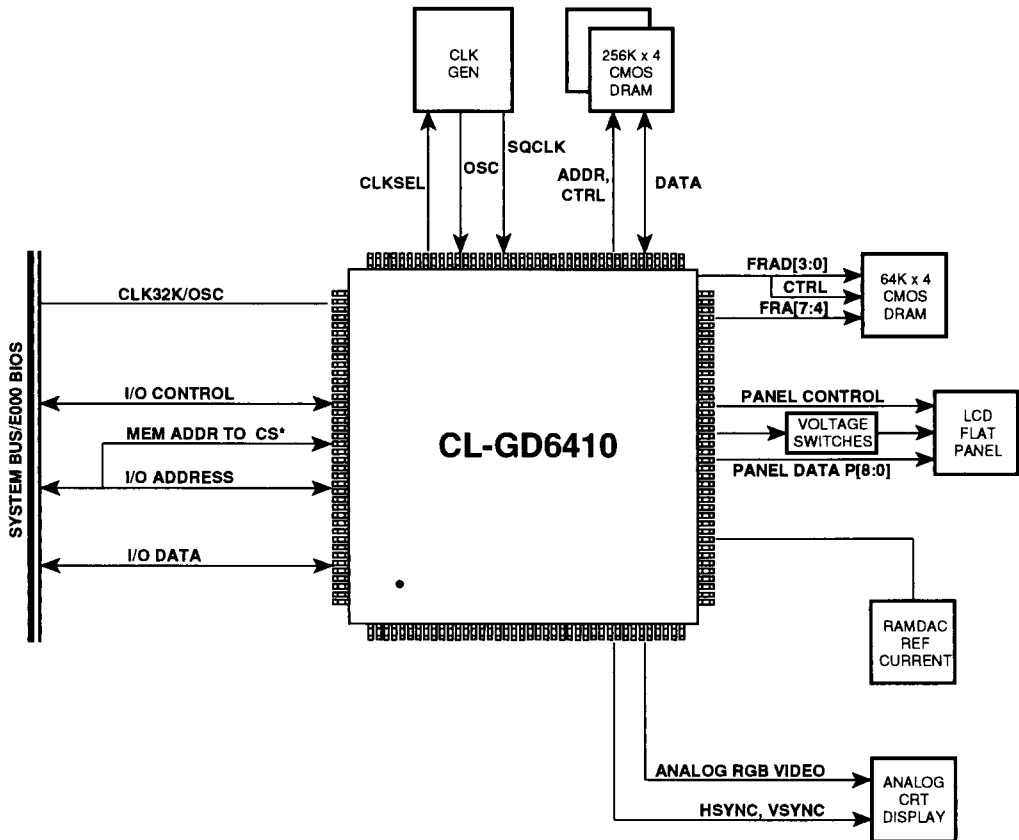 CLK
GEN
256K x 4
CMOS
DRAM
CLKSEL
OSC
SQCLK
ADDR,
CTRL
DATA
SYSTEM BUS/E000 BIOS
CLK32K/OSC
I/O CONTROL
MEM ADDR TO CS*
I/O ADDRESS
I/O DATA
CL-GD6410
FRAD[3:0]
CTRL
FRA[7:4]
64K x 4
CMOS
DRAM
PANEL CONTROL
VOLTAGE
SWITCHES
PANEL DATA P[8:0]
LCD
FLAT
PANEL
RAMDAC
REF
CURRENT
ANALOG RGB VIDEO
HSYNC, VSYNC
ANALOG
CRT
DISPLAY